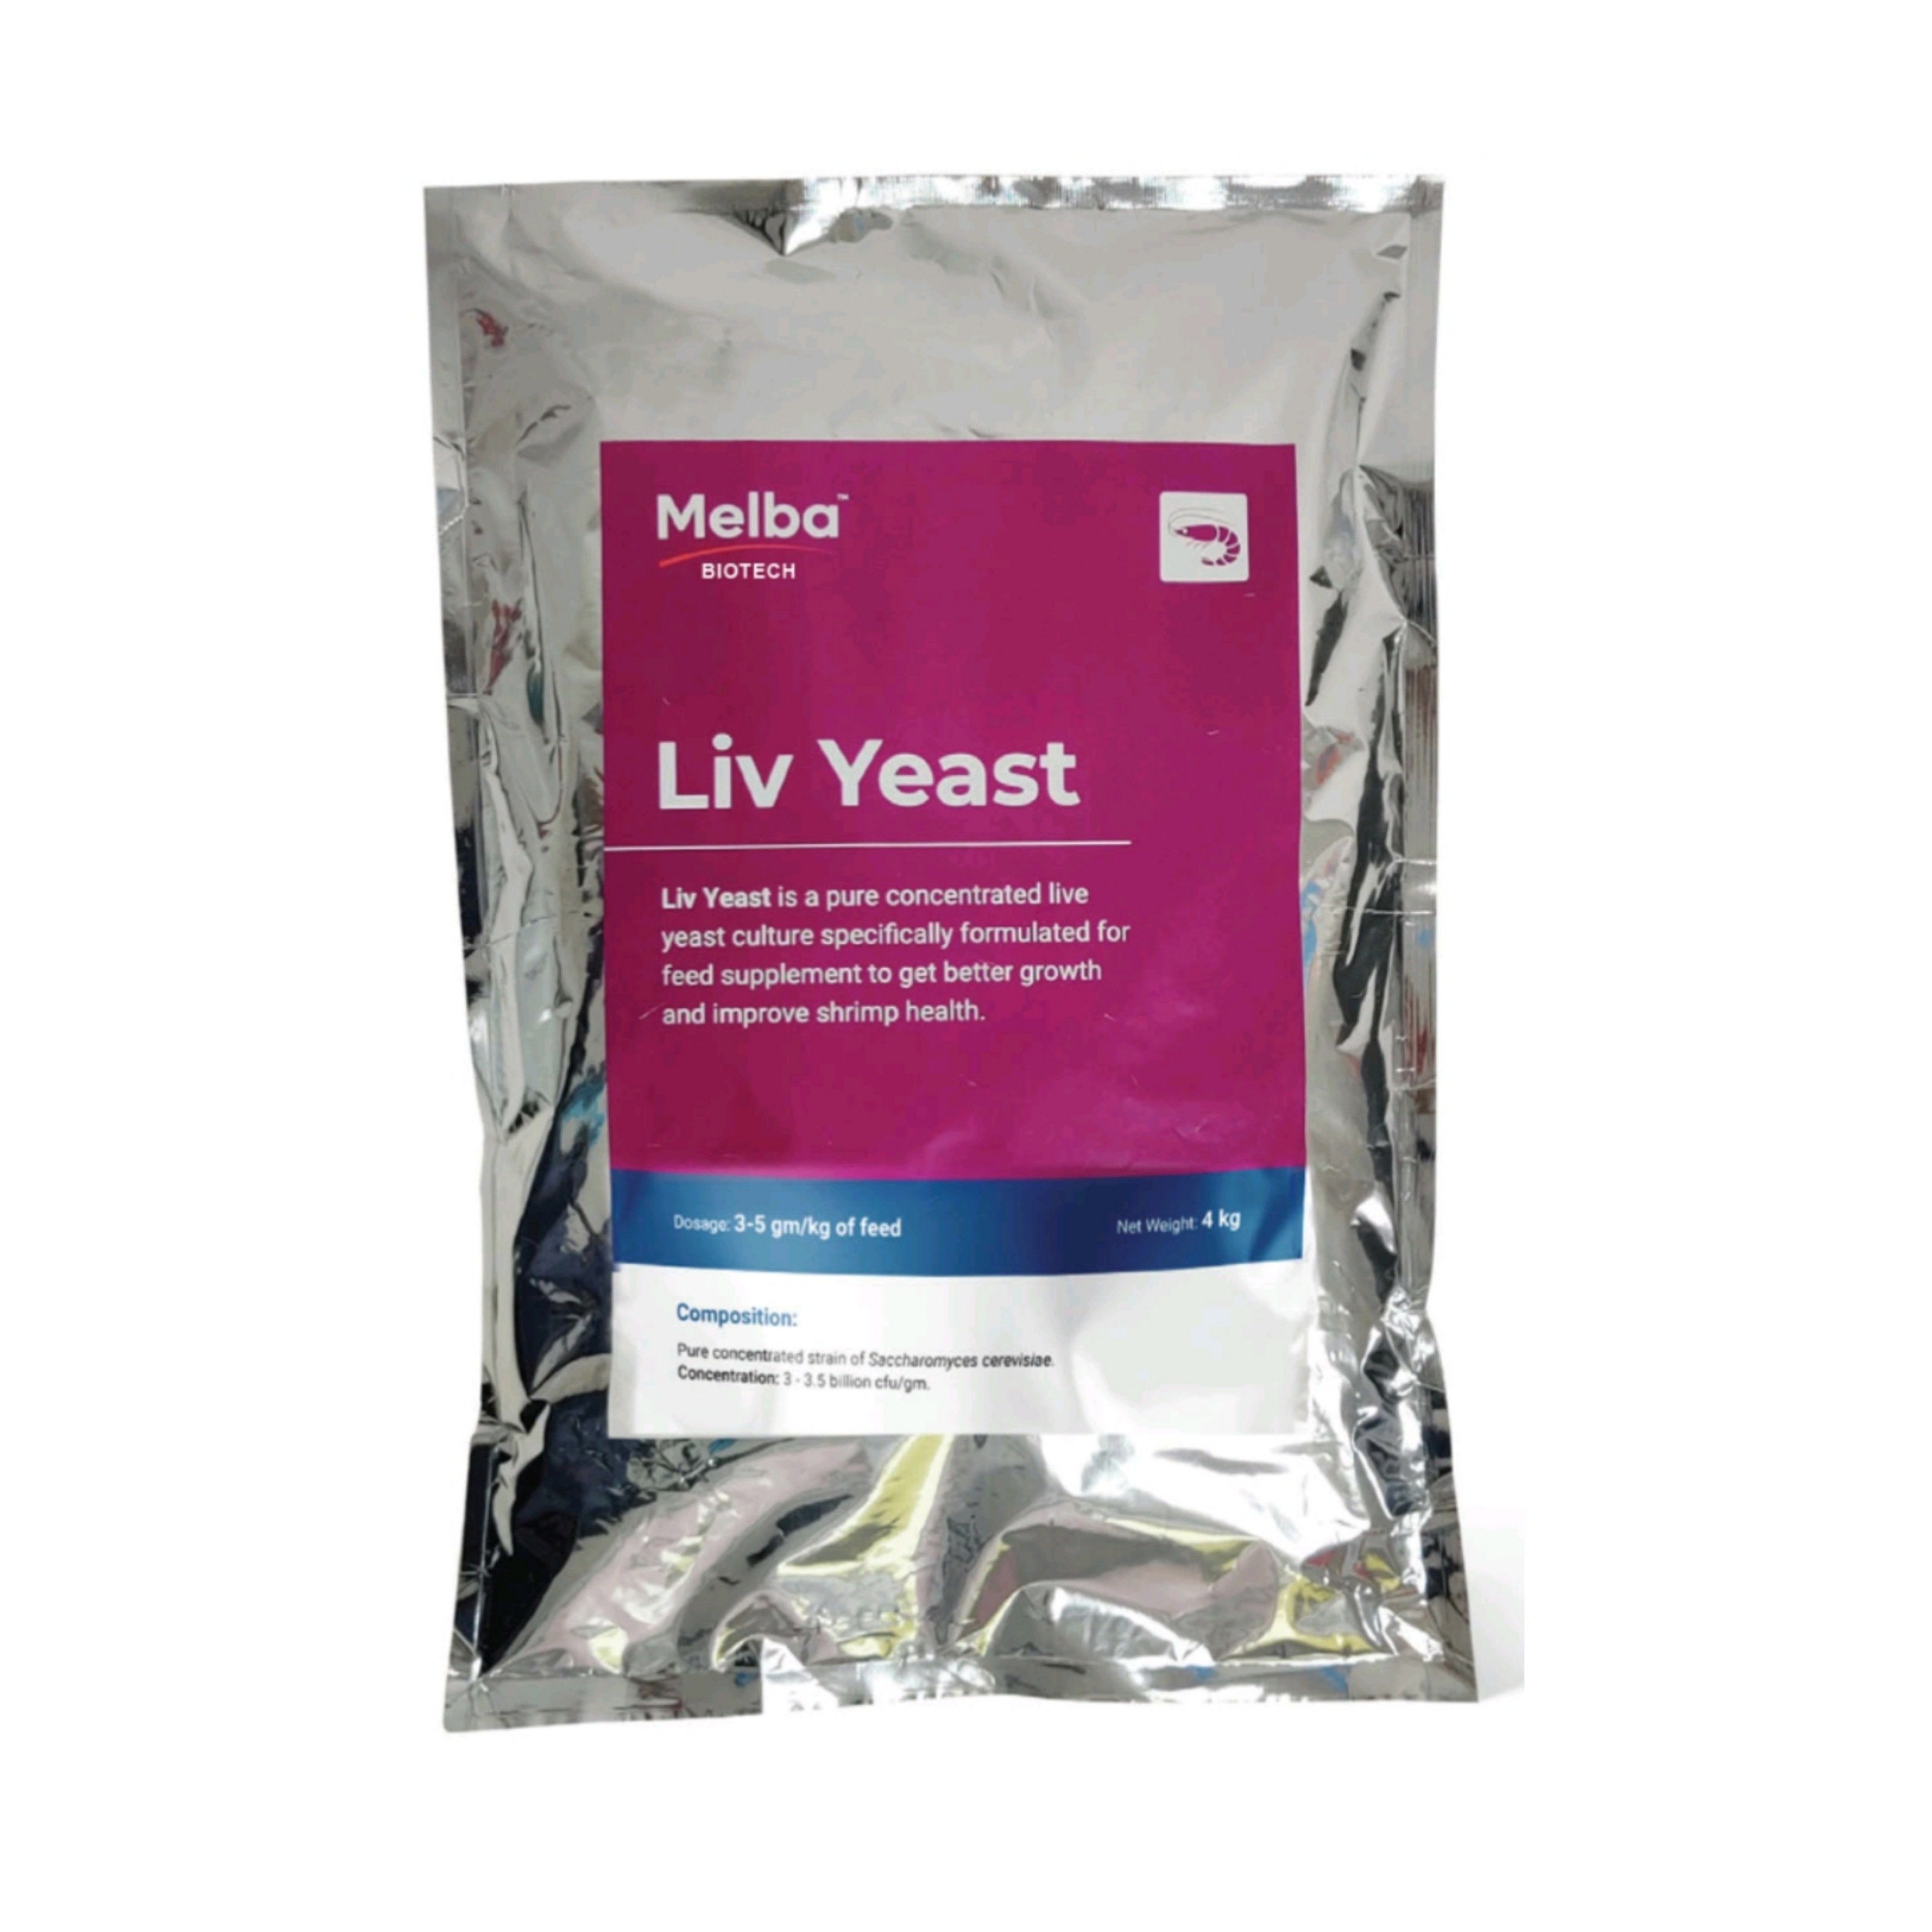 Melba™
BIOTECH
Liv Yeast
Liv Yeast is a pure concentrated live
yeast culture specifically formulated for
feed supplement to get better growth
and improve shrimp health.
Dosage: 3-5 gm/kg of feed
Net Weight: 4 kg
Composition:
Pure concentrated strain of Saccharomyces cerevisiae.
Concentration: 3 - 3.5 billion cfu/gm.